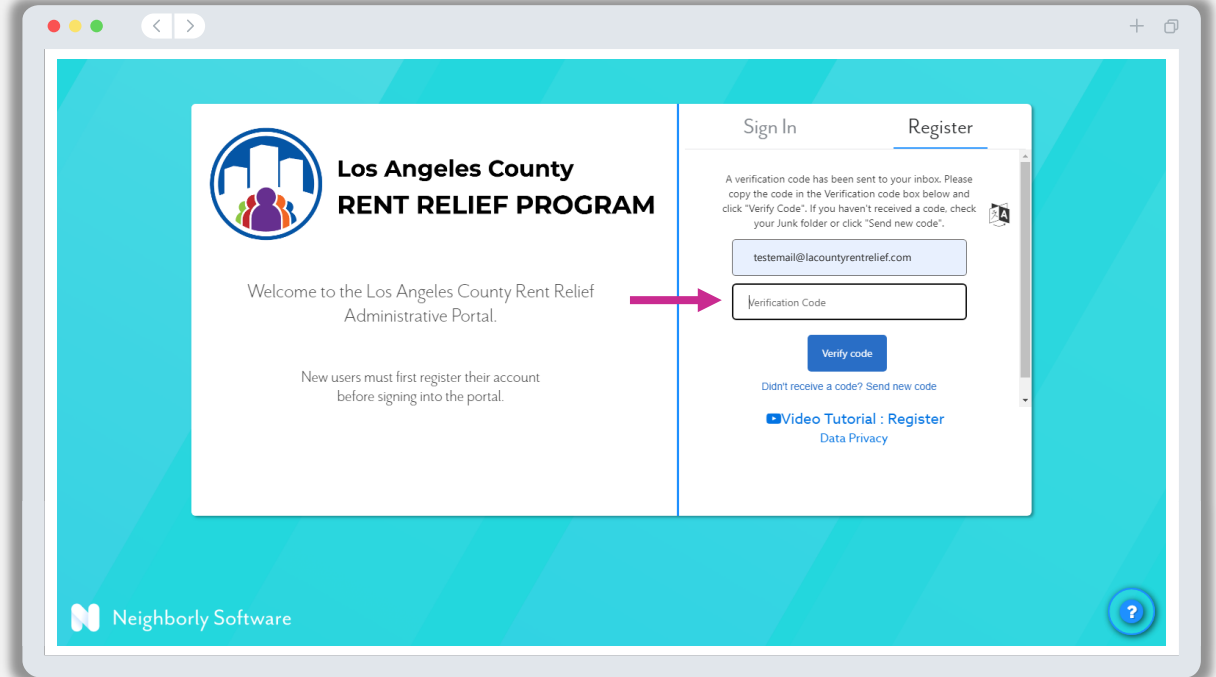 Los Angeles County
RENT RELIEF PROGRAM
Welcome to the Los Angeles County Rent Relief
Administrative Portal.
New users must first register their account
before signing into the portal.
Sign In
Register
A verification code has been sent to your inbox. Please
copy the code in the Verification code box below and
click "Verify Code". If you haven't received a code, check
your Junk folder or click "Send new code".
testemail@lacountyrentrelief.com
Verification Code
Verify code
Didn't receive a code? Send new code
Video Tutorial : Register
Data Privacy
N Neighborly Software
?